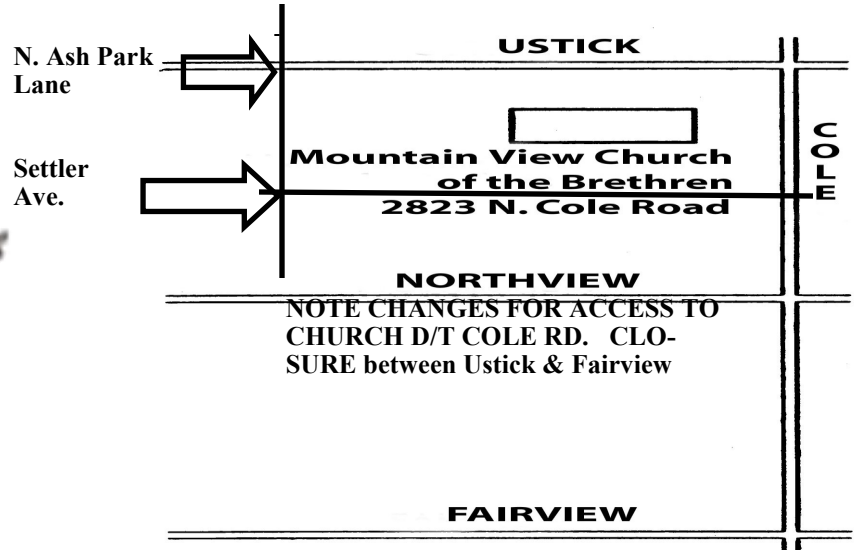 USTICK
N. Ash Park
Lane
COLE
Mountain View Church
of the Brethren
2823 N. Cole Road
Settler
Ave.
NORTHVIEW
NOTE CHANGES FOR ACCESS TO
CHURCH D/T COLE RD. CLO-
SURE between Ustick & Fairview
FAIRVIEW